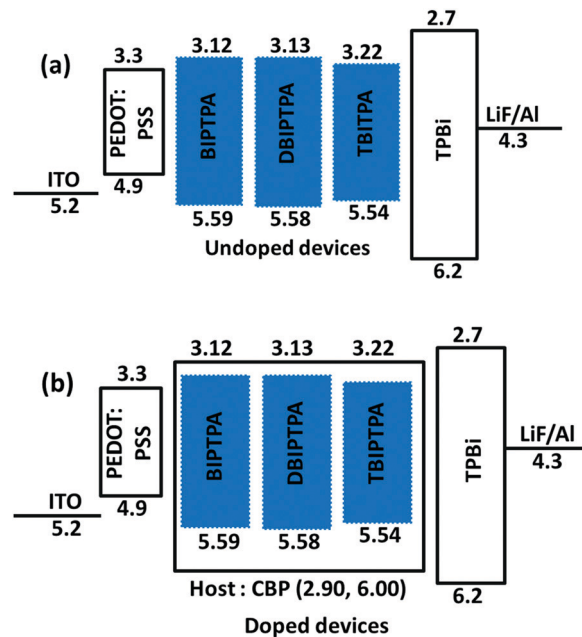 (a)
2.7
3.3
3.12
3.13
3.22
PEDOT:
PSS
BIPTPA
DBIPTPA
TBITPA
TPBi
LiF/Al
4.3
ITO
5.2
4.9
5.59
5.58
5.54
Undoped devices
6.2
(b)
2.7
3.3
3.12
3.13
3.22
PEDOT:
PSS
BIPTPA
DBIPTPA
TBIPTPA
TPBi
LiF/Al
4.3
ITO
5.2
4.9
5.59
5.58
5.54
Host : CBP (2.90, 6.00)
6.2
Doped devices